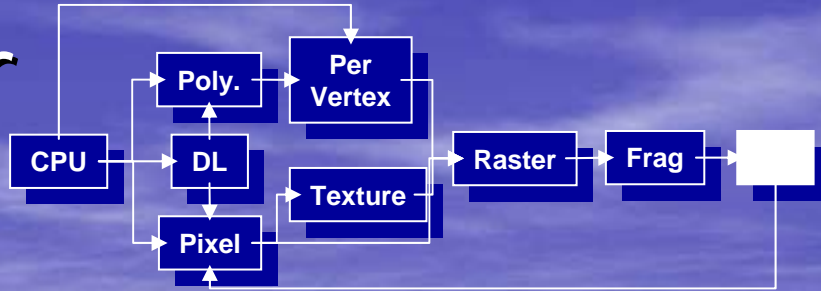 Poly.
Per
Vertex
CPU
DL
Raster
Frag
Texture
Pixel